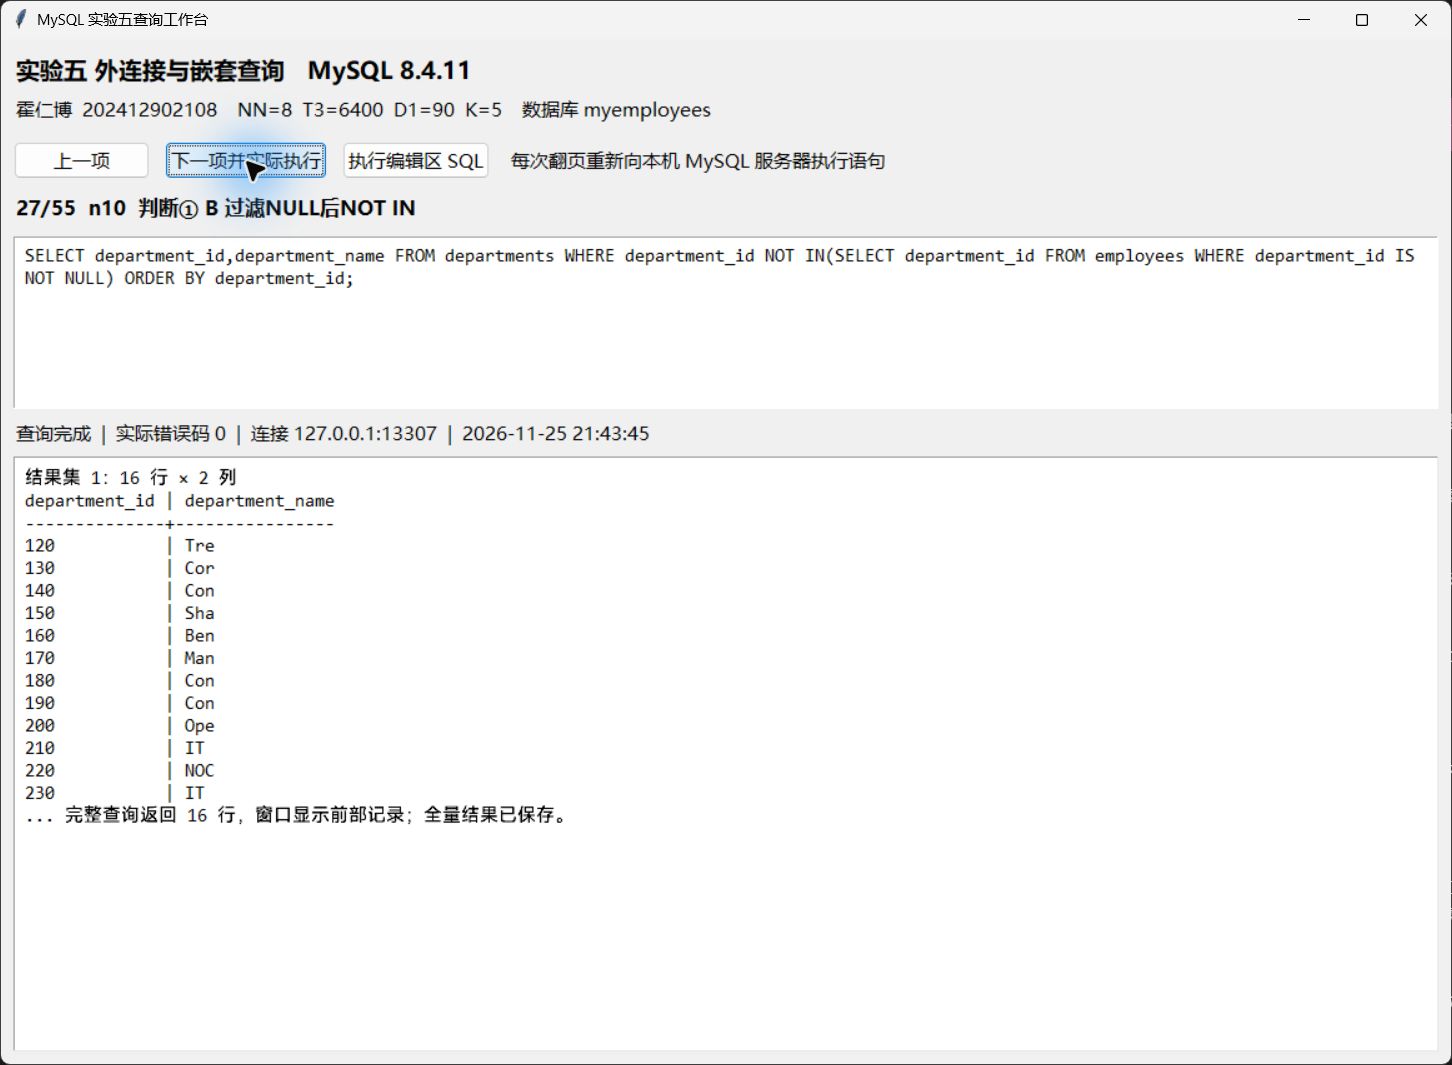 MySQL 实验五查询工作台
实验五 外连接与嵌套查询 MySQL 8.4.11
霍仁博 202412902108 NN=8 T3=6400 D1=90 K=5 数据库 myemployees
上一项 下一项并实际执行 执行编辑区 SQL 每次翻页重新向本机 MySQL 服务器执行语句
27/55 n10 判断① B 过滤NULL后NOT IN
SELECT department_id,department_name FROM departments WHERE department_id NOT IN(SELECT department_id FROM employees WHERE department_id IS
NOT NULL) ORDER BY department_id;
查询完成 | 实际错误码 0 | 连接 127.0.0.1:13307 | 2026-11-25 21:43:45
结果集 1: 16 行 × 2 列
department_id | department_name
--------------+----------------
120 | Tre
130 | Cor
140 | Con
150 | Sha
160 | Ben
170 | Man
180 | Con
190 | Con
200 | Ope
210 | IT
220 | NOC
230 | IT
... 完整查询返回 16 行，窗口显示前部记录；全量结果已保存。